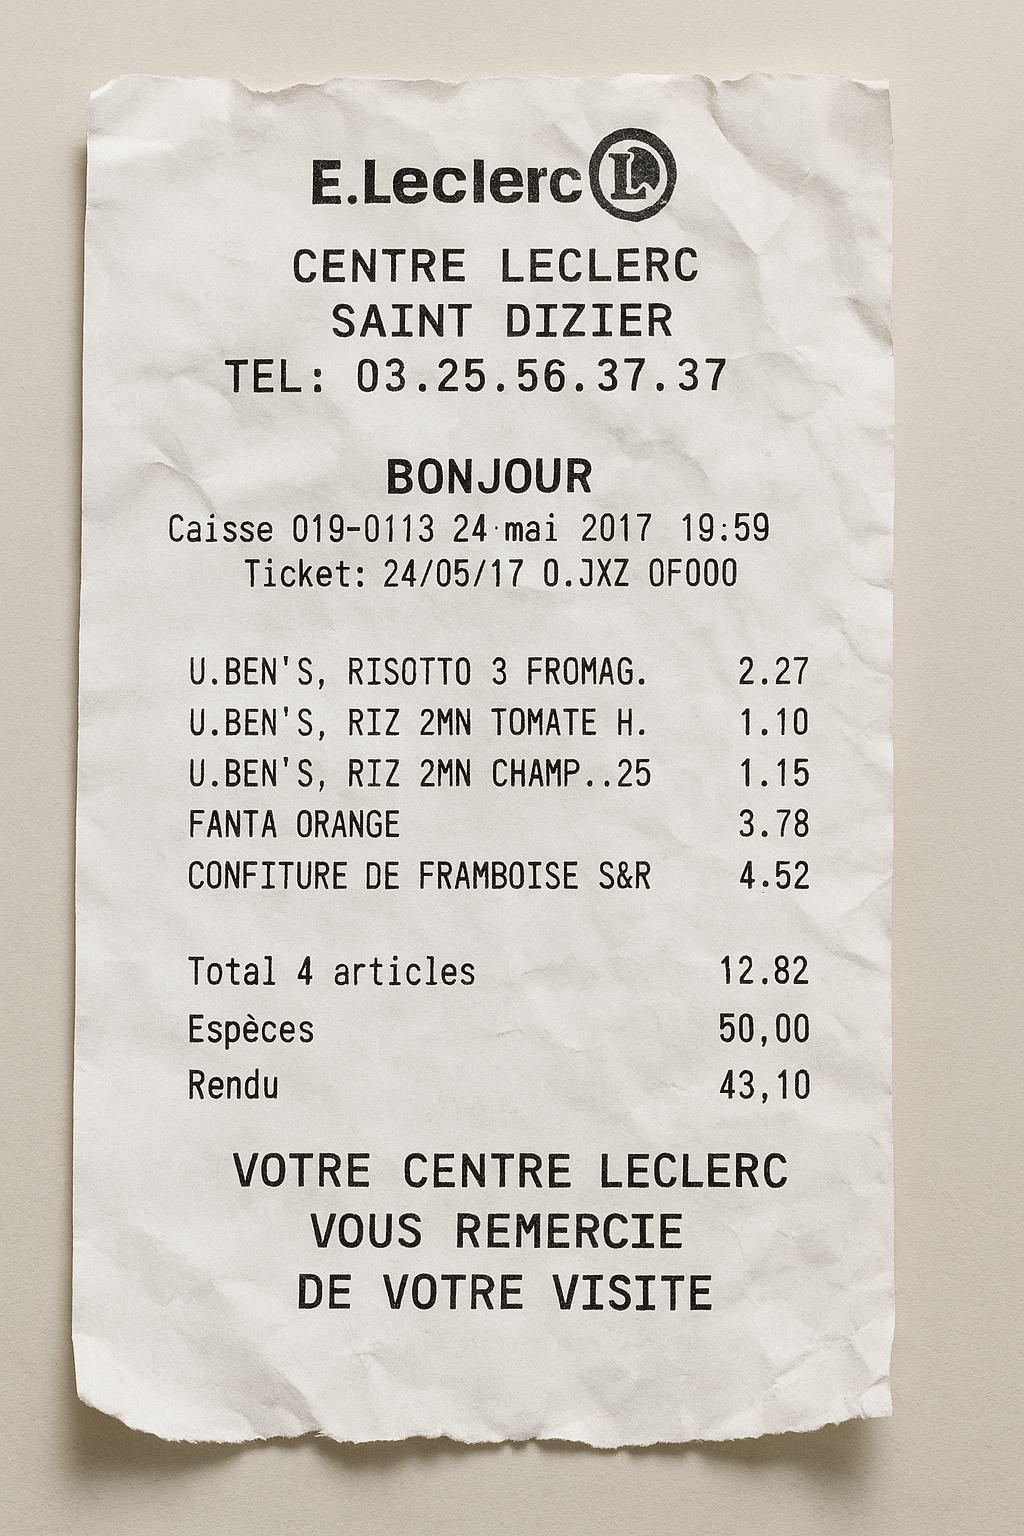 E.Leclerc L
CENTRE LECLERC
SAINT DIZIER
TEL: 03.25.56.37.37
BONJOUR
Caisse 019-0113 24 mai 2017 19:59
Ticket: 24/05/17 0.JXZ 0F000
U.BEN'S, RISOTTO 3 FROMAG. 2.27
U.BEN'S, RIZ 2MN TOMATE H. 1.10
U.BEN'S, RIZ 2MN CHAMP..25 1.15
FANTA ORANGE 3.78
CONFITURE DE FRAMBOISE S&R 4.52
Total 4 articles 12.82
Espèces 50,00
Rendu 43,10
VOTRE CENTRE LECLERC
VOUS REMERCIE
DE VOTRE VISITE